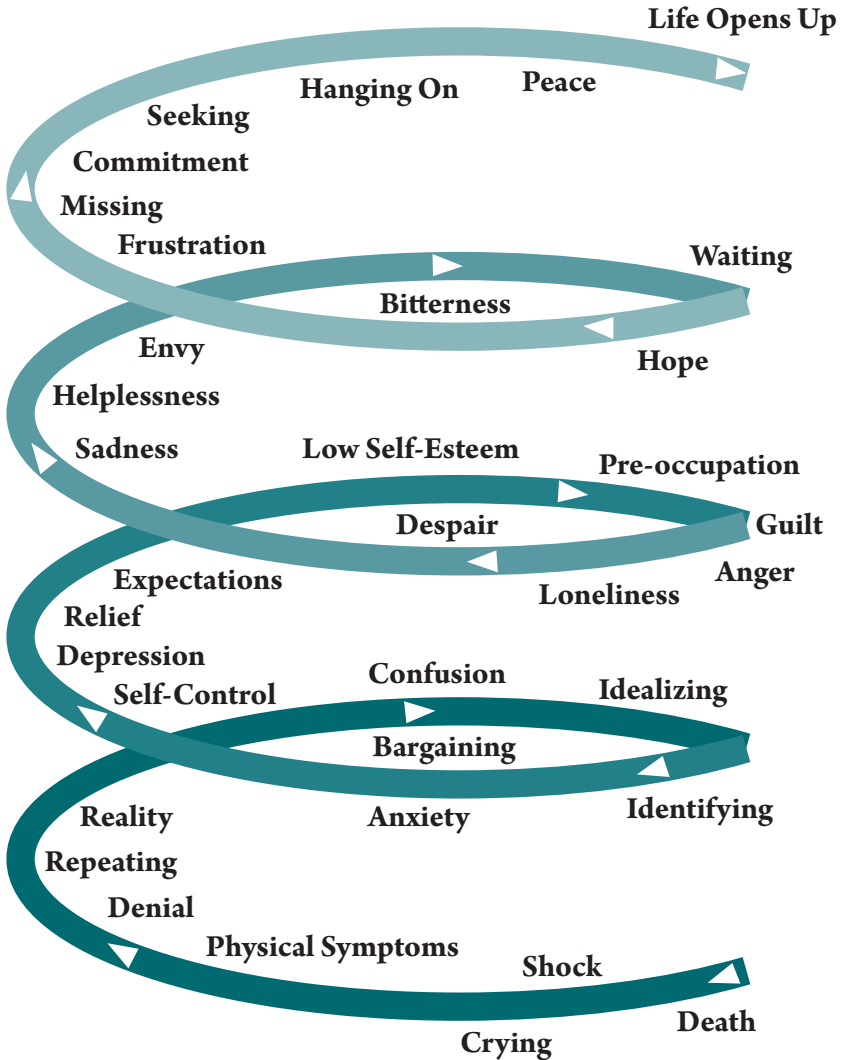 Life Opens Up
Peace
Hanging On
Seeking
Commitment
Missing
Frustration
Waiting
Bitterness
Envy
Hope
Helplessness
Sadness
Low Self-Esteem
Pre-occupation
Despair
Guilt
Anger
Expectations
Loneliness
Relief
Depression
Confusion
Self-Control
Idealizing
Bargaining
Reality
Anxiety
Identifying
Repeating
Denial
Physical Symptoms
Shock
Death
Crying